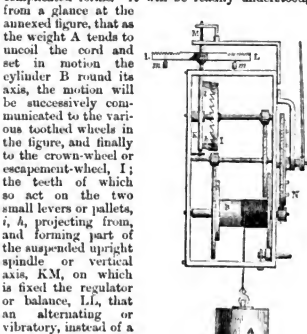 will be readily understood,
from a glance at the
annexed figure, that as
the weight A tends to
uncoil the cord and
set in motion the
cylinder B round its
axis, the motion will
be successively com-
municated to the vari-
ous toothed wheels in
the figure, and finally
to the crown-wheel or
escapement-wheel, I;
the teeth of which
so act on the two
small levers or pallets,
i, h, projecting from,
and forming part of
the suspended upright
spindle or vertical
axis, KM, on which
is fixed the regulator
or balance, LL, that
an alternating or
vibratory, instead of a
M
L
L
m
m
I
N
B
A